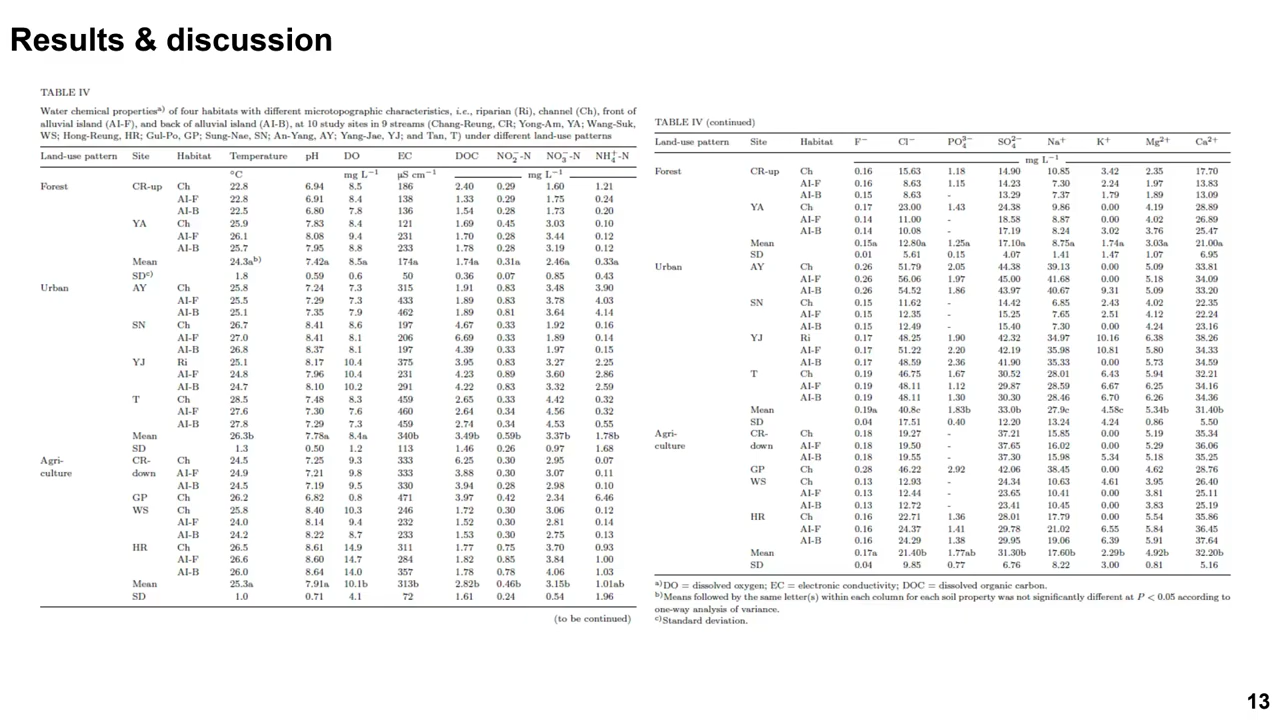 Results & discussion
TABLE IV
Water chemical properties a) of four habitats with different microtopographic characteristics, i.e., riparian (Ri), channel (Ch), front of
alluvial island (AI-F), and back of alluvial island (AI-B), at 10 study sites in 9 streams (Chang-Reung, CR; Yong-Am, YA; Wang-Suk,
WS; Hong-Reung, HR; Gul-Po, GP; Sung-Nae, SN; An-Yang, AY; Yang-Jae, YJ; and Tan, T) under different land-use patterns
Land-use pattern Site Habitat Temperature pH DO EC DOC NO2−-N NO3−-N NH4+-N
°C mg L−1 µS cm−1 mg L−1
Forest CR-up Ch 22.8 6.94 8.5 186 2.40 0.29 1.60 1.21
AI-F 22.8 6.91 8.4 138 1.33 0.29 1.75 0.24
AI-B 22.5 6.80 7.8 136 1.54 0.28 1.73 0.20
YA Ch 25.9 7.83 8.4 121 1.69 0.45 3.03 0.10
AI-F 26.1 8.08 9.4 231 1.70 0.28 3.44 0.12
AI-B 25.7 7.95 8.8 233 1.78 0.28 3.19 0.12
Mean 24.3a b) 7.42a 8.5a 174a 1.74a 0.31a 2.46a 0.33a
SD c) 1.8 0.59 0.6 50 0.36 0.07 0.85 0.43
Urban AY Ch 25.8 7.24 7.3 315 1.91 0.83 3.48 3.90
AI-F 25.5 7.29 7.3 433 1.89 0.83 3.78 4.03
AI-B 25.1 7.35 7.9 462 1.89 0.81 3.64 4.14
SN Ch 26.7 8.41 8.6 197 4.67 0.33 1.92 0.16
AI-F 27.0 8.41 8.1 206 6.69 0.33 1.89 0.14
AI-B 26.8 8.37 8.1 197 4.39 0.33 1.97 0.15
YJ Ri 25.1 8.17 10.4 375 3.95 0.83 3.27 2.25
AI-F 24.8 7.96 10.4 231 4.23 0.89 3.60 2.86
AI-B 24.7 8.10 10.2 291 4.22 0.83 3.32 2.59
T Ch 28.5 7.48 8.3 459 2.65 0.33 4.42 0.32
AI-F 27.6 7.30 7.6 460 2.64 0.34 4.56 0.32
AI-B 27.8 7.29 7.3 459 2.74 0.34 4.53 0.55
Mean 26.3b 7.78a 8.4a 340b 3.49b 0.59b 3.37b 1.78b
SD 1.3 0.50 1.2 113 1.46 0.26 0.97 1.68
Agri- CR- Ch 24.5 7.25 9.3 333 6.25 0.30 2.95 0.07
culture down AI-F 24.9 7.21 9.8 333 3.88 0.30 3.07 0.11
AI-B 24.5 7.19 9.5 330 3.94 0.28 2.98 0.10
GP Ch 26.2 6.82 0.8 471 3.97 0.42 2.34 6.46
WS Ch 25.8 8.40 10.3 246 1.72 0.30 3.06 0.12
AI-F 24.0 8.14 9.4 232 1.52 0.30 2.81 0.14
AI-B 24.2 8.22 8.7 233 1.53 0.30 2.75 0.13
HR Ch 26.5 8.61 14.9 311 1.77 0.75 3.70 0.93
AI-F 26.6 8.60 14.7 284 1.82 0.85 3.84 1.00
AI-B 26.0 8.64 14.0 357 1.78 0.78 4.06 1.03
Mean 25.3a 7.91a 10.1b 313b 2.82b 0.46b 3.15b 1.01ab
SD 1.0 0.71 4.1 72 1.61 0.24 0.54 1.96
(to be continued)
TABLE IV (continued)
Land-use pattern Site Habitat F− Cl− PO43− SO42− Na+ K+ Mg2+ Ca2+
mg L−1
Forest CR-up Ch 0.16 15.63 1.18 14.90 10.85 3.42 2.35 17.70
AI-F 0.16 8.63 1.15 14.23 7.30 2.24 1.97 13.83
AI-B 0.15 8.63 - 13.29 7.37 1.79 1.89 13.09
YA Ch 0.17 23.00 1.43 24.38 9.86 0.00 4.19 28.89
AI-F 0.14 11.00 - 18.58 8.87 0.00 4.02 26.89
AI-B 0.14 10.08 - 17.19 8.24 3.02 3.76 25.47
Mean 0.15a 12.80a 1.25a 17.10a 8.75a 1.74a 3.03a 21.00a
SD 0.01 5.61 0.15 4.07 1.41 1.47 1.07 6.95
Urban AY Ch 0.26 51.79 2.05 44.38 39.13 0.00 5.09 33.81
AI-F 0.26 56.06 1.97 45.00 41.68 0.00 5.18 34.09
AI-B 0.26 54.52 1.86 43.97 40.67 9.31 5.09 33.20
SN Ch 0.15 11.62 - 14.42 6.85 2.43 4.02 22.35
AI-F 0.15 12.35 - 15.25 7.65 2.51 4.12 22.24
AI-B 0.15 12.49 - 15.40 7.30 0.00 4.24 23.16
YJ Ri 0.17 48.25 1.90 42.32 34.97 10.16 6.38 38.26
AI-F 0.17 51.22 2.20 42.19 35.98 10.81 5.80 34.33
AI-B 0.17 48.59 2.36 41.90 35.33 0.00 5.73 34.59
T Ch 0.19 46.75 1.67 30.52 28.01 6.43 5.94 32.21
AI-F 0.19 48.11 1.12 29.87 28.59 6.67 6.25 34.16
AI-B 0.19 48.11 1.30 30.30 28.46 6.70 6.26 34.36
Mean 0.19a 40.8c 1.83b 33.0b 27.9c 4.58c 5.34b 31.40b
SD 0.04 17.51 0.40 12.20 13.24 4.24 0.86 5.50
Agri- CR- Ch 0.18 19.27 - 37.21 15.85 0.00 5.19 35.34
culture down AI-F 0.18 19.50 - 37.65 16.02 0.00 5.29 36.06
AI-B 0.18 19.55 - 37.30 15.98 5.34 5.18 35.25
GP Ch 0.28 46.22 2.92 42.06 38.45 0.00 4.62 28.76
WS Ch 0.13 12.93 - 24.34 10.63 4.61 3.95 26.40
AI-F 0.13 12.44 - 23.65 10.41 0.00 3.81 25.11
AI-B 0.13 12.72 - 23.41 10.45 0.00 3.83 25.19
HR Ch 0.16 22.71 1.36 28.01 17.79 0.00 5.54 35.86
AI-F 0.16 24.37 1.41 29.78 21.02 6.55 5.84 36.45
AI-B 0.16 24.29 1.38 29.95 19.06 6.39 5.91 37.64
Mean 0.17a 21.40b 1.77ab 31.30b 17.60b 2.29b 4.92b 32.20b
SD 0.04 9.85 0.77 6.76 8.22 3.00 0.81 5.16
a)DO = dissolved oxygen; EC = electronic conductivity; DOC = dissolved organic carbon.
b)Means followed by the same letter(s) within each column for each soil property was not significantly different at P < 0.05 according to
one-way analysis of variance.
c)Standard deviation.
13